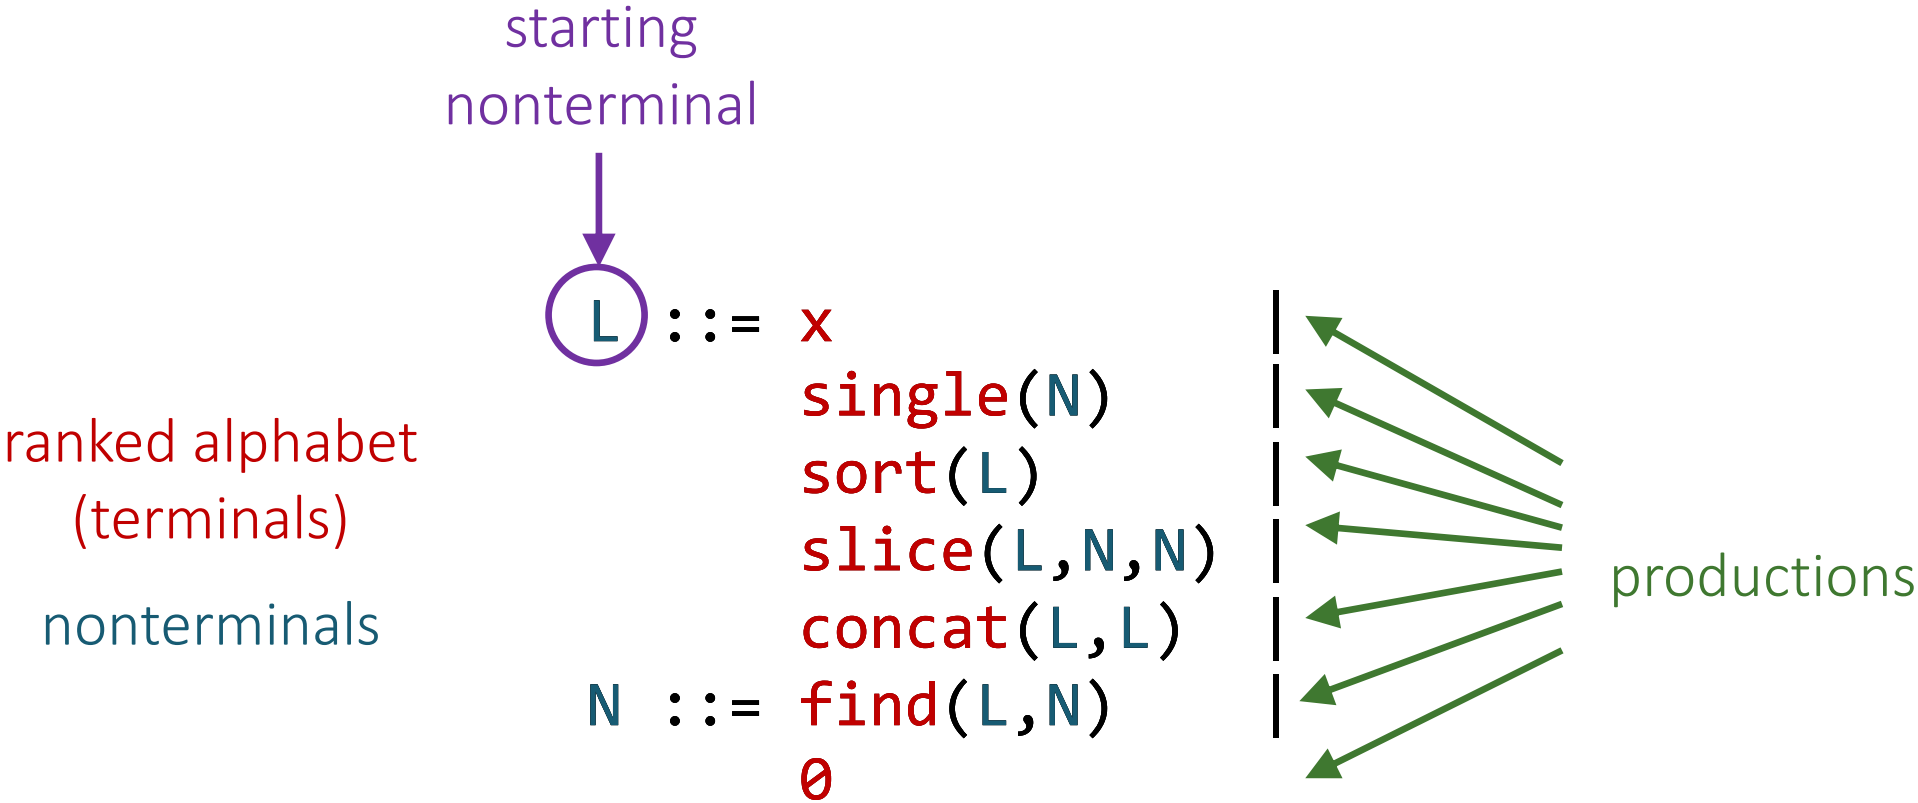 starting
nonterminal
L ::= x |
single(N) |
ranked alphabet
sort(L) |
(terminals)
slice(L,N,N) |
productions
nonterminals
concat(L,L) |
N ::= find(L,N) |
0